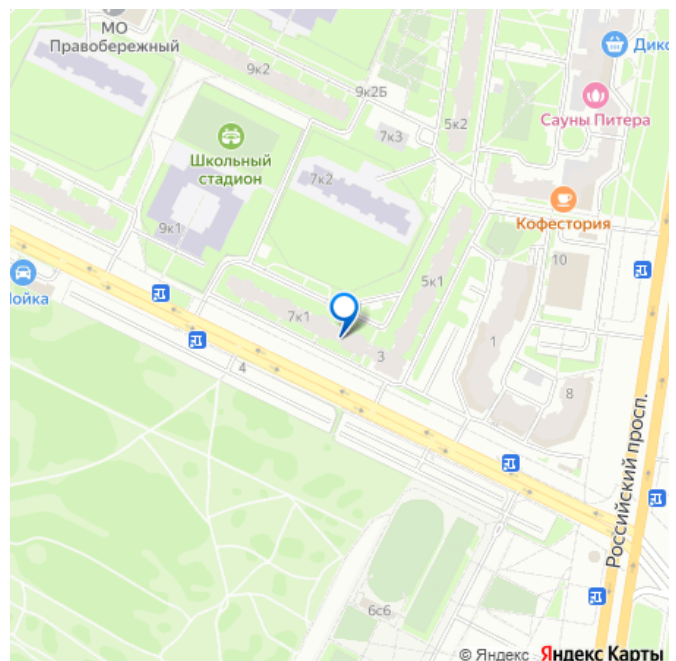 МО
Правобережный
9к2
9к2Б
Дикс
Сауны Питера
5к2
7к3
Школьный
стадион
7к2
Кофестория
9к1
10
5к1
Мойка
7к1
1
3
4
8
Российский просп.
6с6
© Яндекс Яндекс Карты